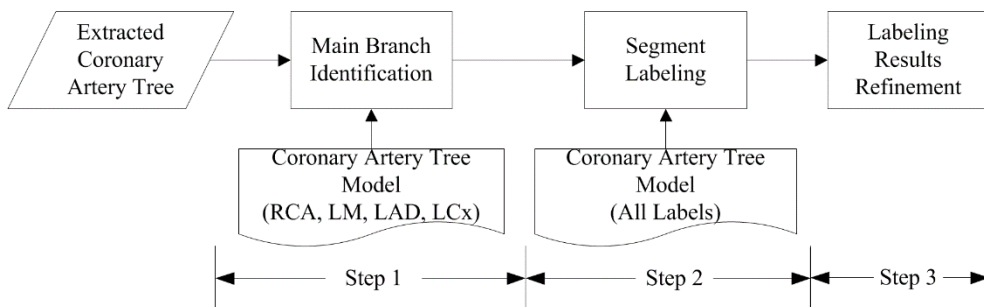 Extracted
Coronary
Artery Tree
Main Branch
Identification
Segment
Labeling
Labeling
Results
Refinement
Coronary Artery Tree
Model
(RCA, LM, LAD, LCx)
Coronary Artery Tree
Model
(All Labels)
Step 1
Step 2
Step 3